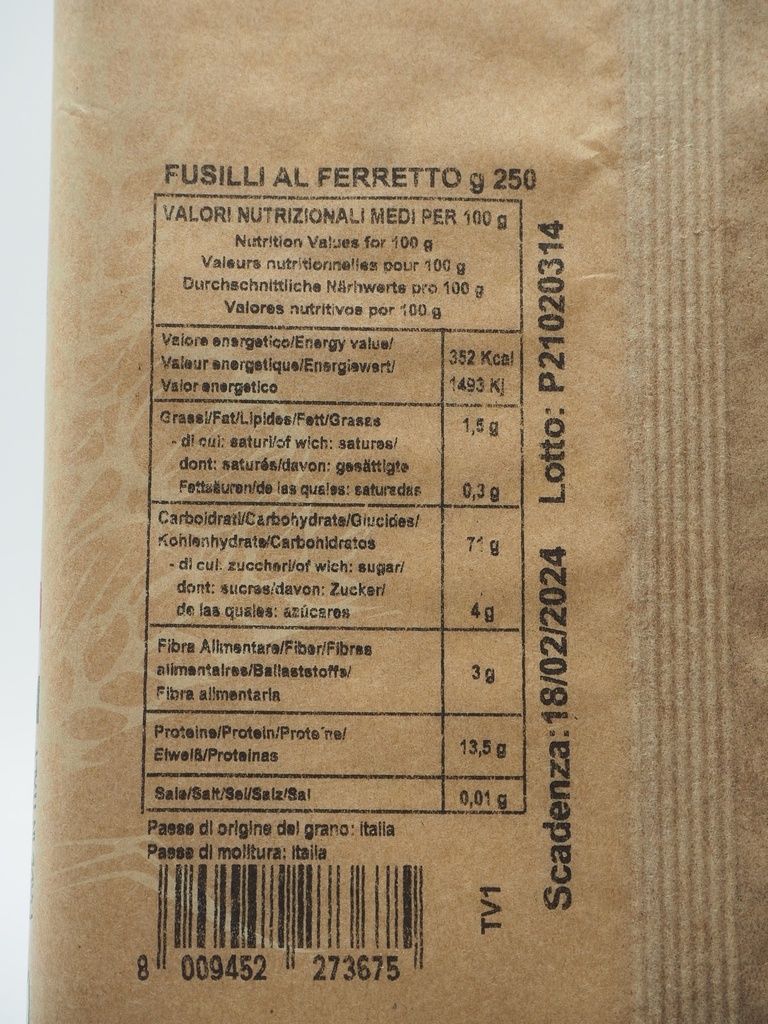 FUSILLI AL FERRETTO g 250
VALORI NUTRIZIONALI MEDI PER 100 g
Nutrition Values for 100 g
Valeurs nutritionnelles pour 100 g
Durchschnittliche Närhwerte pro 100 g
Valores nutritivos por 100 g
Valore energetico/Energy value/
Valeur energetique/Energiewert/ 352 Kcal
Valor energetico 1493 Kj
Grassi/Fat/Lipides/Fett/Grasas 1,5 g
- di cui: saturi/of wich: satures/
dont: saturés/davon: gesättigte
Fettsäuren/de las quales: saturadas 0,3 g
Carboidrati/Carbohydrate/Glucides/
Kohlenhydrate/Carbohidratos 71 g
- di cui: zuccheri/of wich: sugar/
dont: sucres/davon: Zucker/
de las quales: azúcares 4 g
Fibra Alimentare/Fiber/Fibres
alimentaires/Ballaststoffe/ 3 g
Fibra alimentaria
Proteine/Protein/Proteine/
Eiweiß/Proteinas 13,5 g
Sale/Salt/Sel/Salz/Sal 0,01 g
Paese di origine del grano: Italia
Paese di molitura: Italia
8 009452 273675
TV1
Scadenza:18/02/2024 Lotto: P21020314